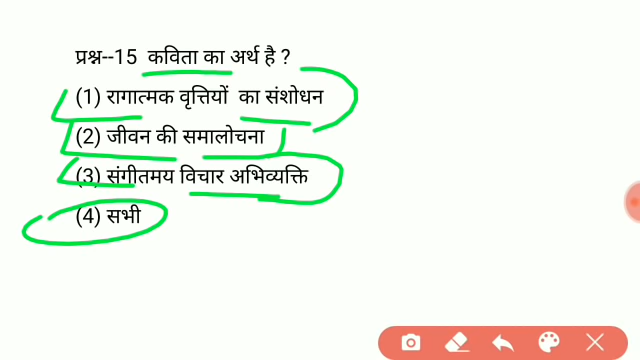 प्रश्न--15 कविता का अर्थ है ?
(1) रागात्मक वृत्तियों का संशोधन
(2) जीवन की समालोचना
(3) संगीतमय विचार अभिव्यक्ति
(4) सभी